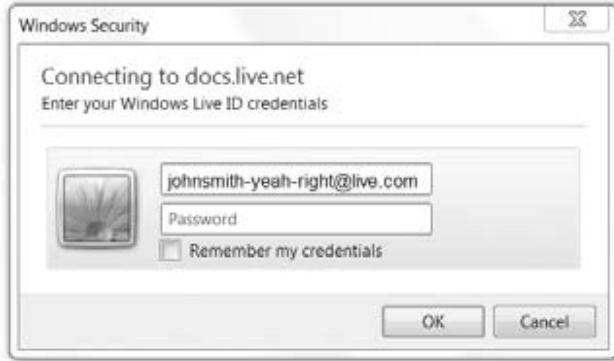 Windows Security
Connecting to docs.live.net
Enter your Windows Live ID credentials
johnsmith-yeah-right@live.com
Password
Remember my credentials
OK Cancel